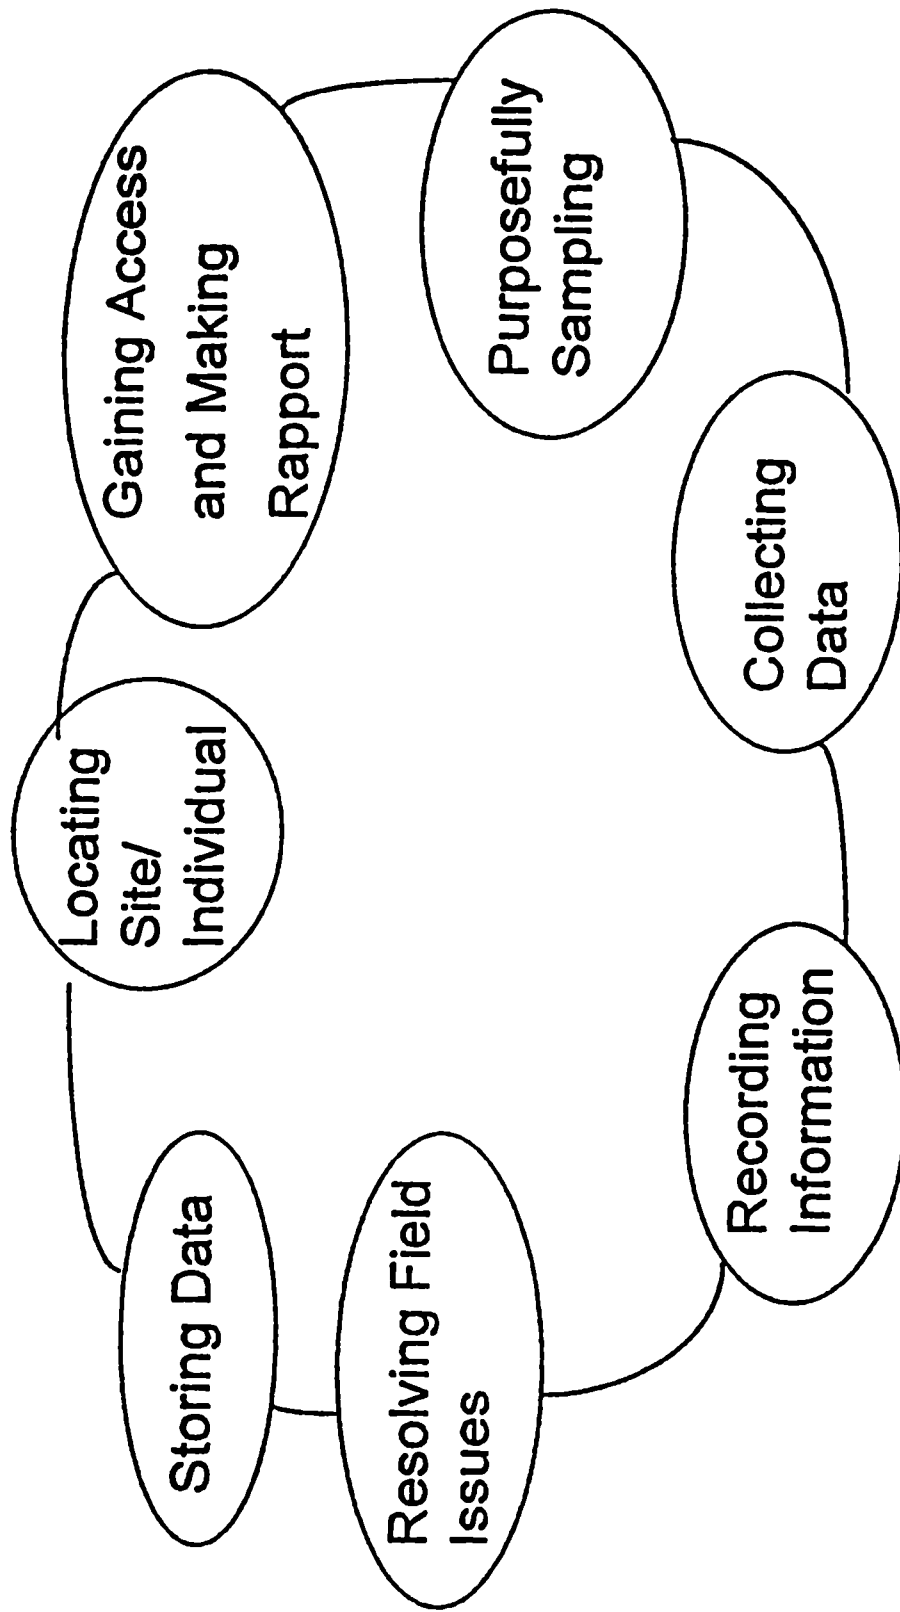 Locating
Site/
Individual
Gaining Access
and Making
Rapport
Purposefully
Sampling
Collecting
Data
Recording
Information
Resolving Field
Issues
Storing Data